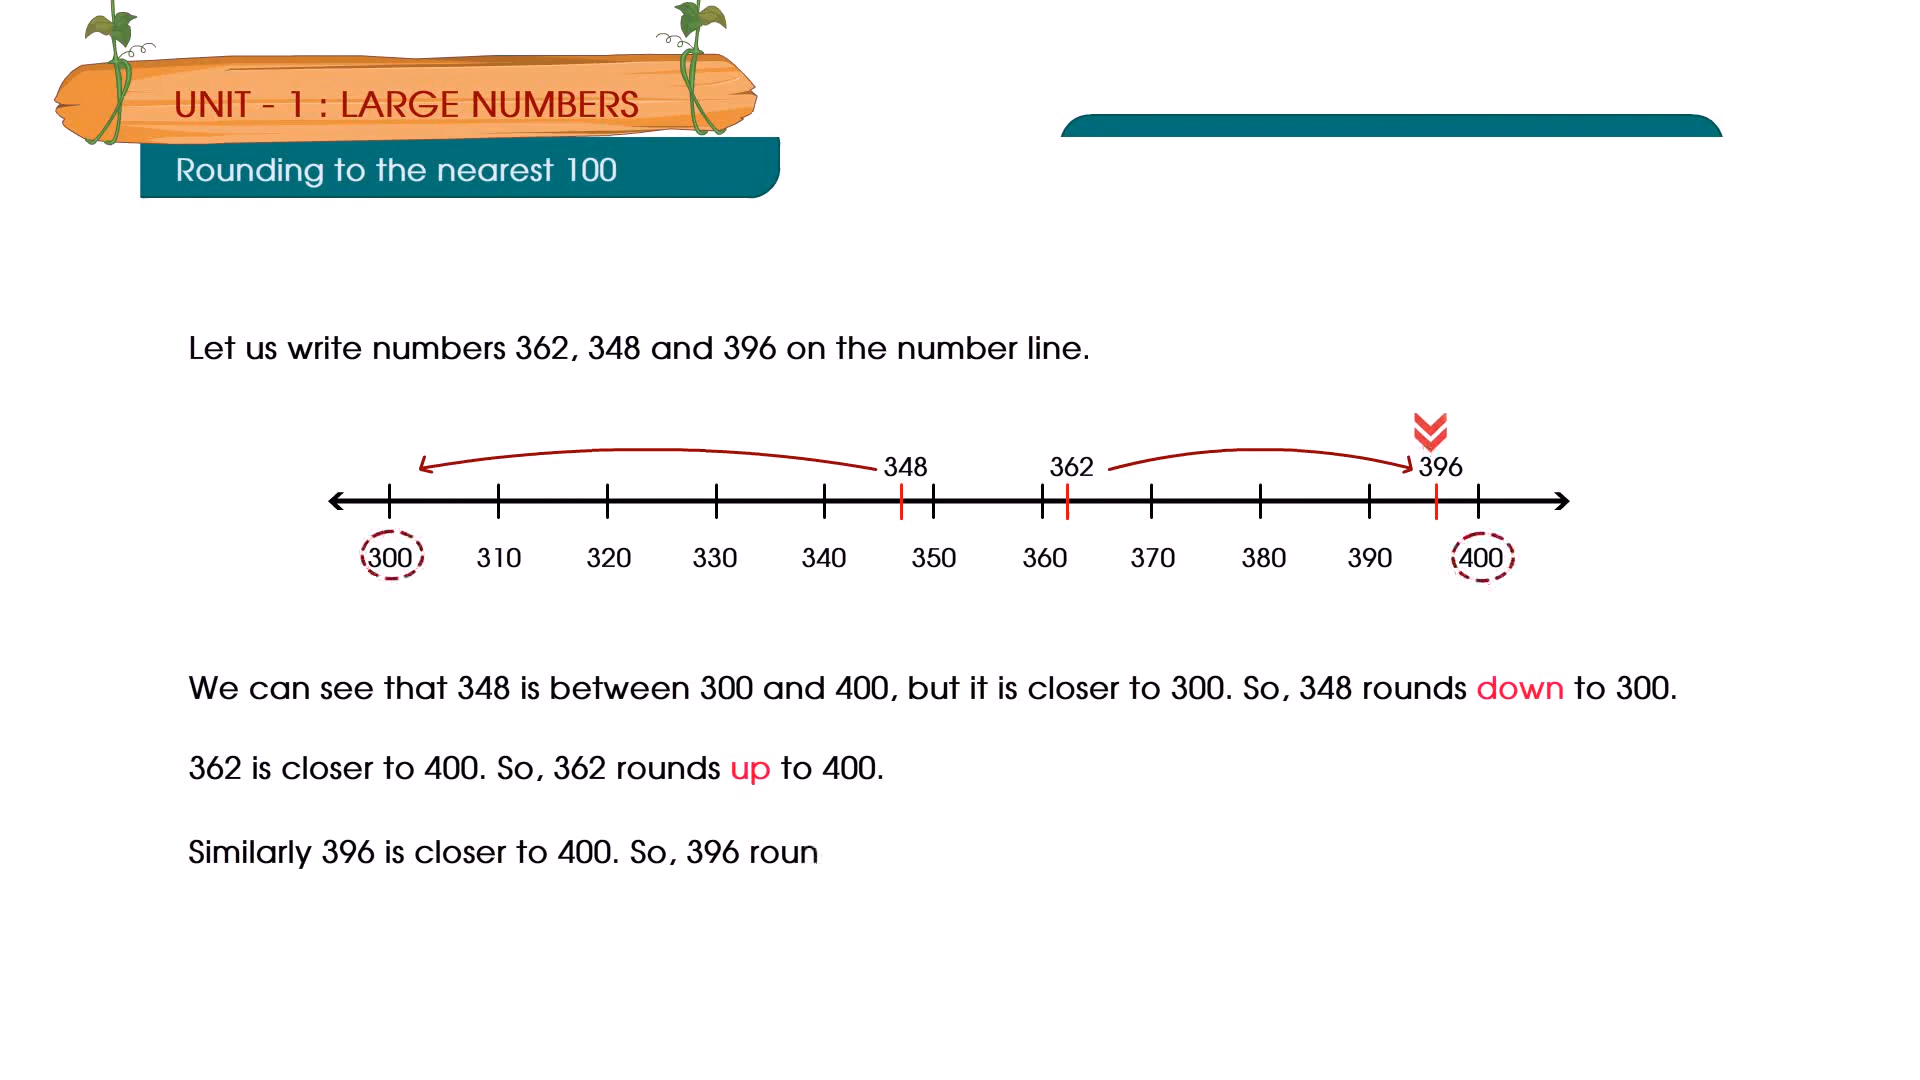 UNIT - 1 : LARGE NUMBERS
Rounding to the nearest 100
Let us write numbers 362, 348 and 396 on the number line.
348 362 396
300 310 320 330 340 350 360 370 380 390 400
We can see that 348 is between 300 and 400, but it is closer to 300. So, 348 rounds down to 300.
362 is closer to 400. So, 362 rounds up to 400.
Similarly 396 is closer to 400. So, 396 roun